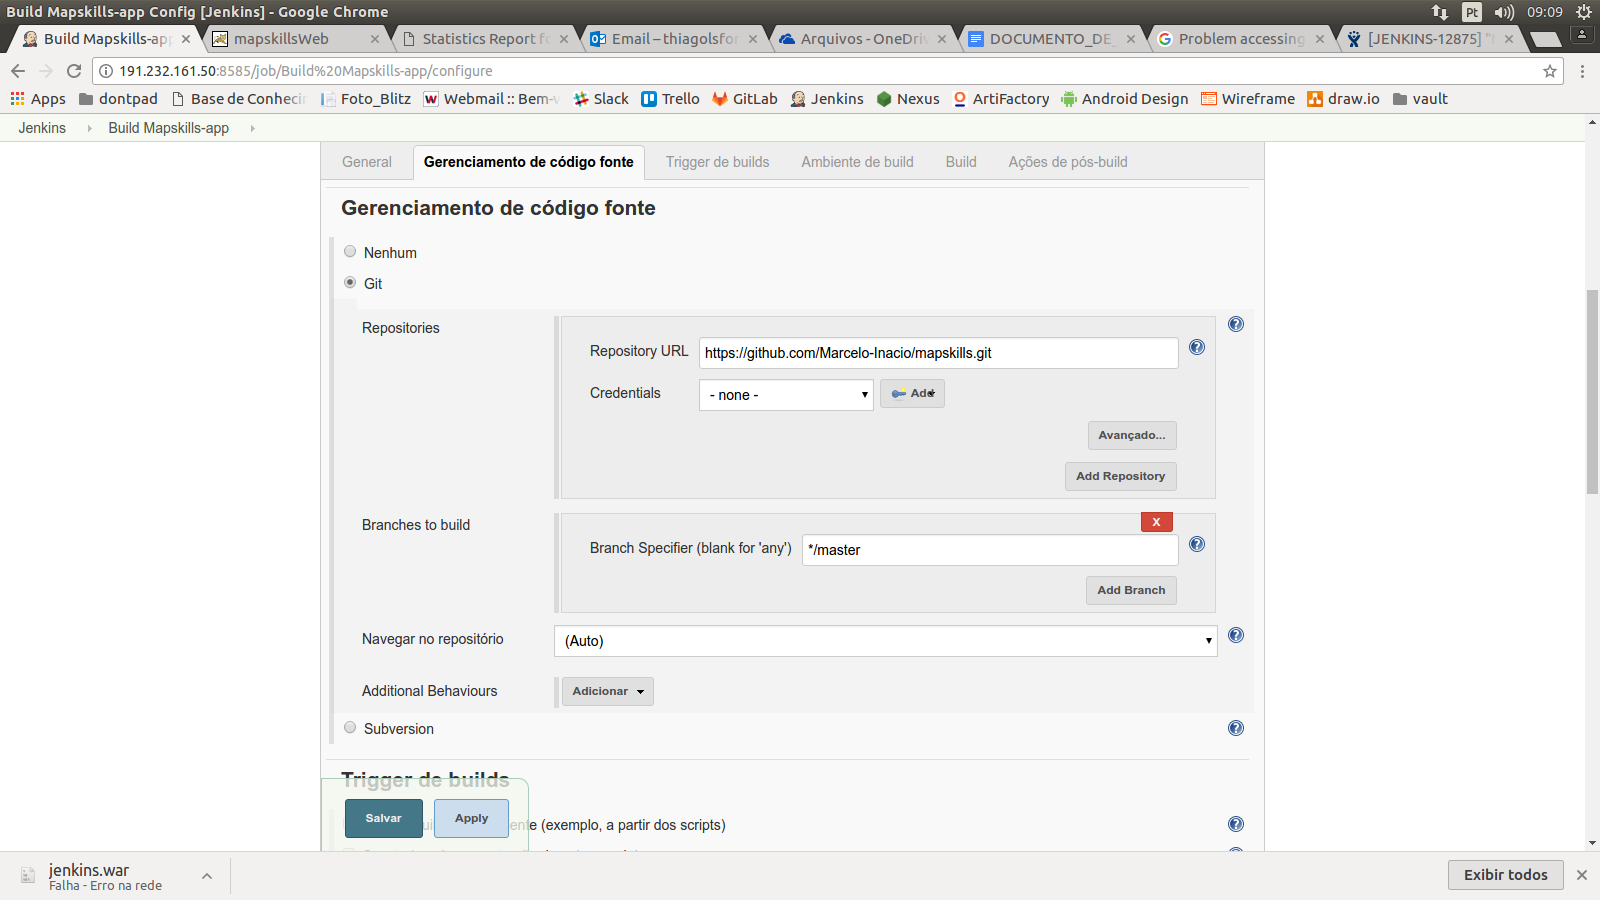 Build Mapskills-app Config [Jenkins] - Google Chrome
Pt
09:09
Build Mapskills-app
mapskillsWeb
Statistics Report fo
Email – thiagolsfor
Arquivos - OneDriv
DOCUMENTO_DE_
Problem accessing
[JENKINS-12875] "
191.232.161.50:8585/job/Build%20Mapskills-app/configure
Apps
dontpad
Base de Conheci
Foto_Blitz
Webmail :: Bem-v
Slack
Trello
GitLab
Jenkins
Nexus
ArtiFactory
Android Design
Wireframe
draw.io
vault
Jenkins
Build Mapskills-app
General
Gerenciamento de código fonte
Trigger de builds
Ambiente de build
Build
Ações de pós-build
Gerenciamento de código fonte
Nenhum
Git
Repositories
Repository URL
https://github.com/Marcelo-Inacio/mapskills.git
Credentials
- none -
Add
Avançado...
Add Repository
Branches to build
X
Branch Specifier (blank for 'any')
*/master
Add Branch
Navegar no repositório
(Auto)
Additional Behaviours
Adicionar
Subversion
Trigger de builds
Salvar
Apply
ente (exemplo, a partir dos scripts)
jenkins.war
Falha - Erro na rede
Exibir todos